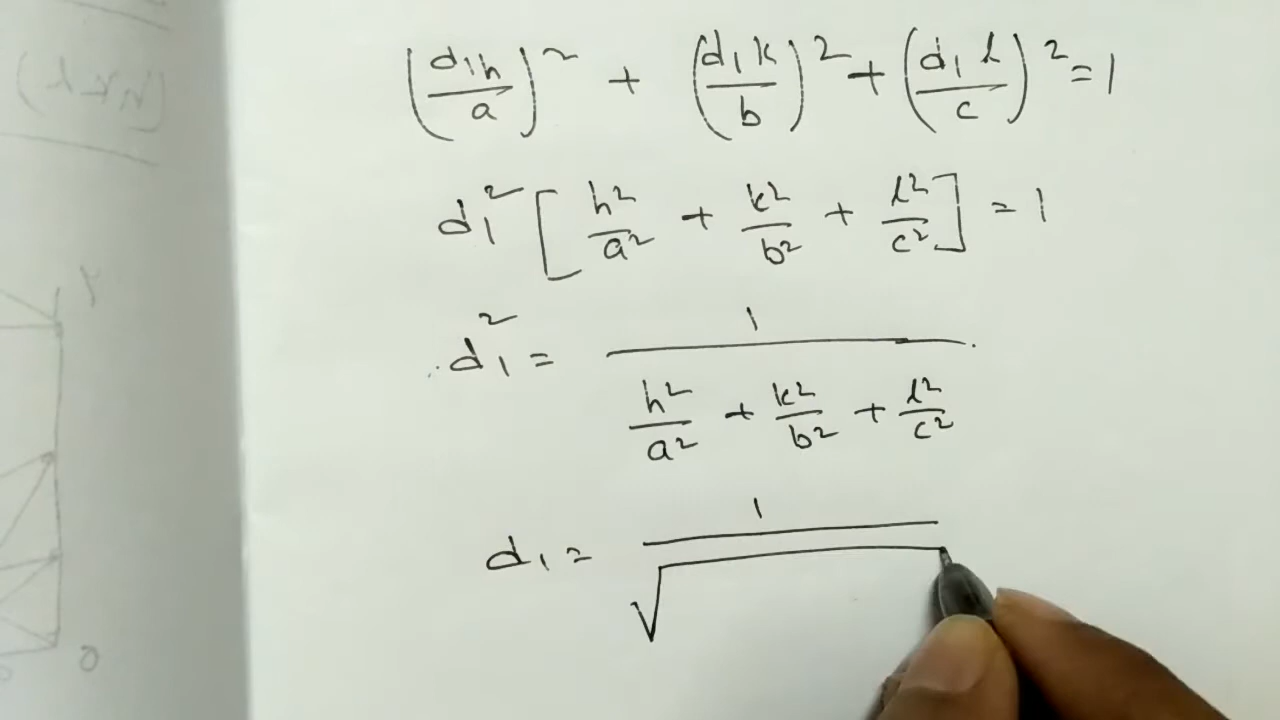 (d₁h/a)² + (d₁k/b)² + (d₁l/c)² = 1
d₁² [h²/a² + k²/b² + l²/c²] = 1
d₁² = 1 / (h²/a² + k²/b² + l²/c²)
d₁ = 1/√
0